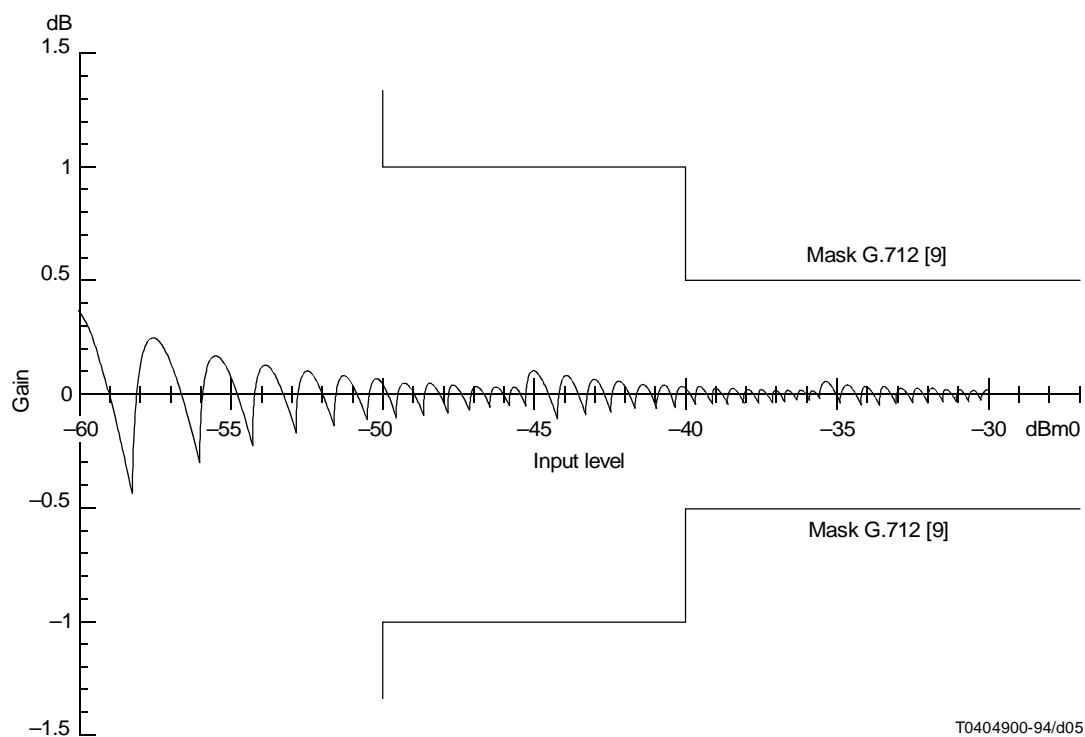 dB
1.5
1
Mask G.712 [9]
0.5
Gain
0
–60
–55
–50
–45
–40
–35
–30
dBm0
Input level
–0.5
Mask G.712 [9]
–1
–1.5
T0404900-94/d05